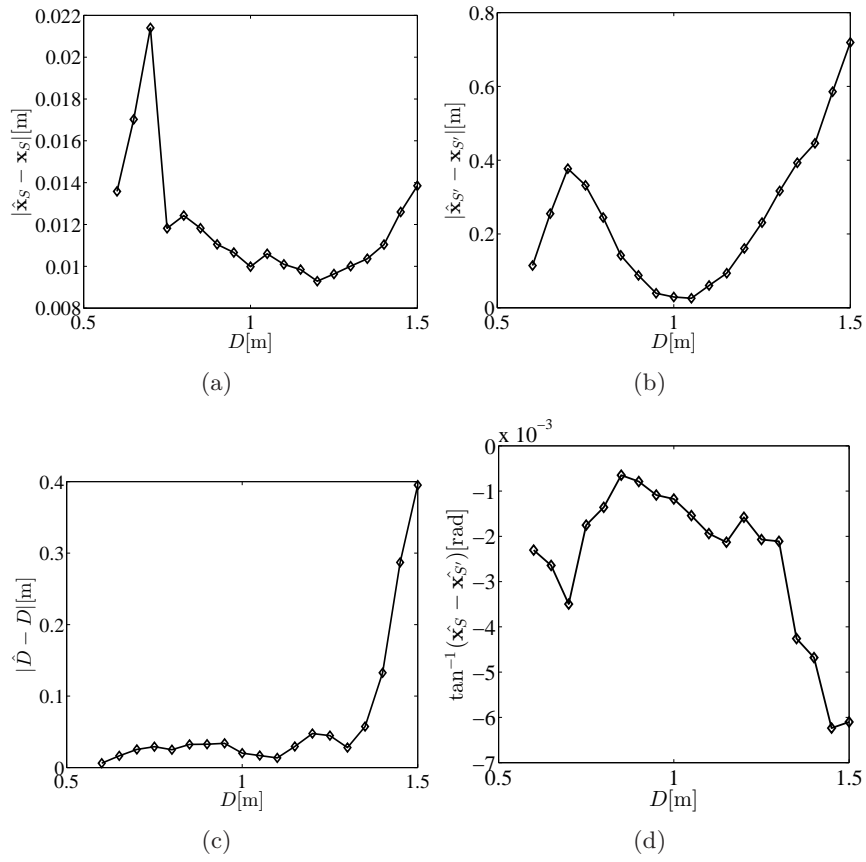 0.022
0.02
0.018
0.016
0.014
0.012
0.01
0.008
0.5
1
1.5
|x̂_S − x_S|[m]
D[m]
(a)
0.8
0.6
0.4
0.2
0
0.5
1
1.5
|x̂_S′ − x_S′|[m]
D[m]
(b)
0.4
0.3
0.2
0.1
0
0.5
1
1.5
|D̂ − D|[m]
D[m]
(c)
x 10⁻³
0
−1
−2
−3
−4
−5
−6
−7
0.5
1
1.5
tan⁻¹(x̂_S − x̂_S′)[rad]
D[m]
(d)